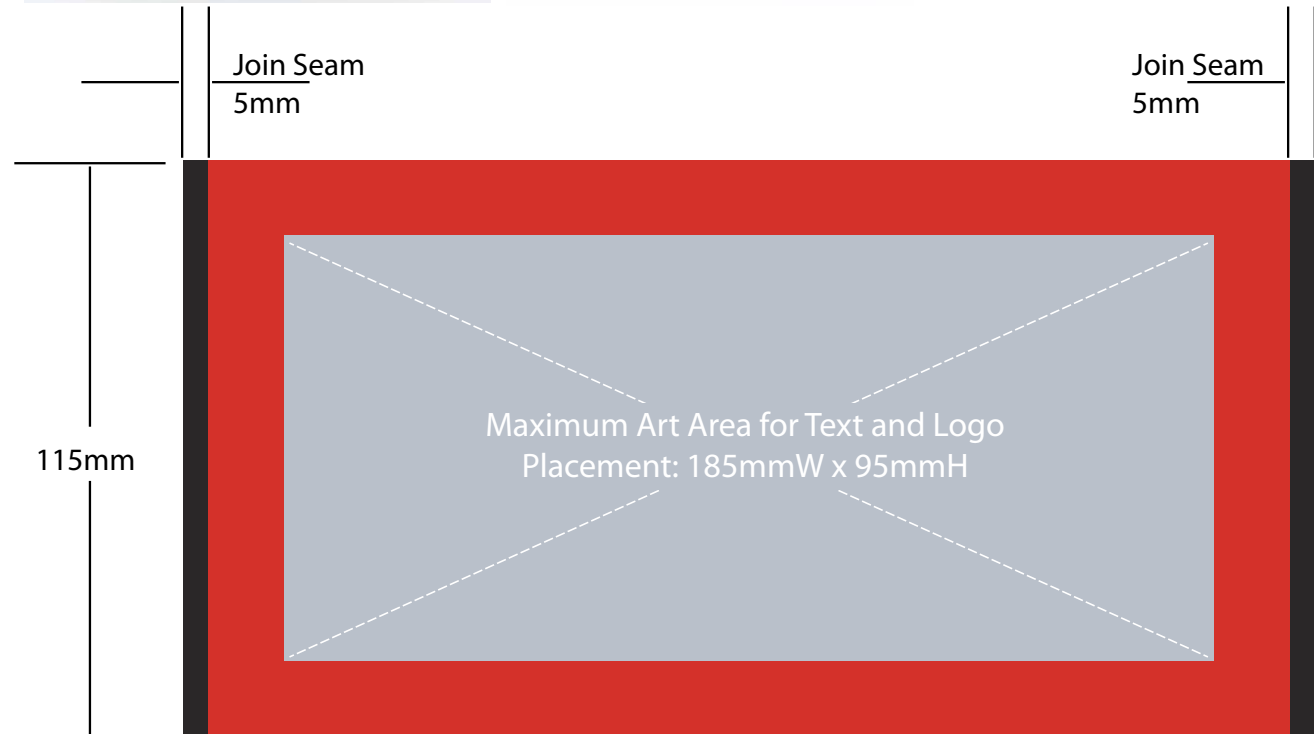 Join Seam
5mm
Join Seam
5mm
115mm
Maximum Art Area for Text and Logo
Placement: 185mmW x 95mmH